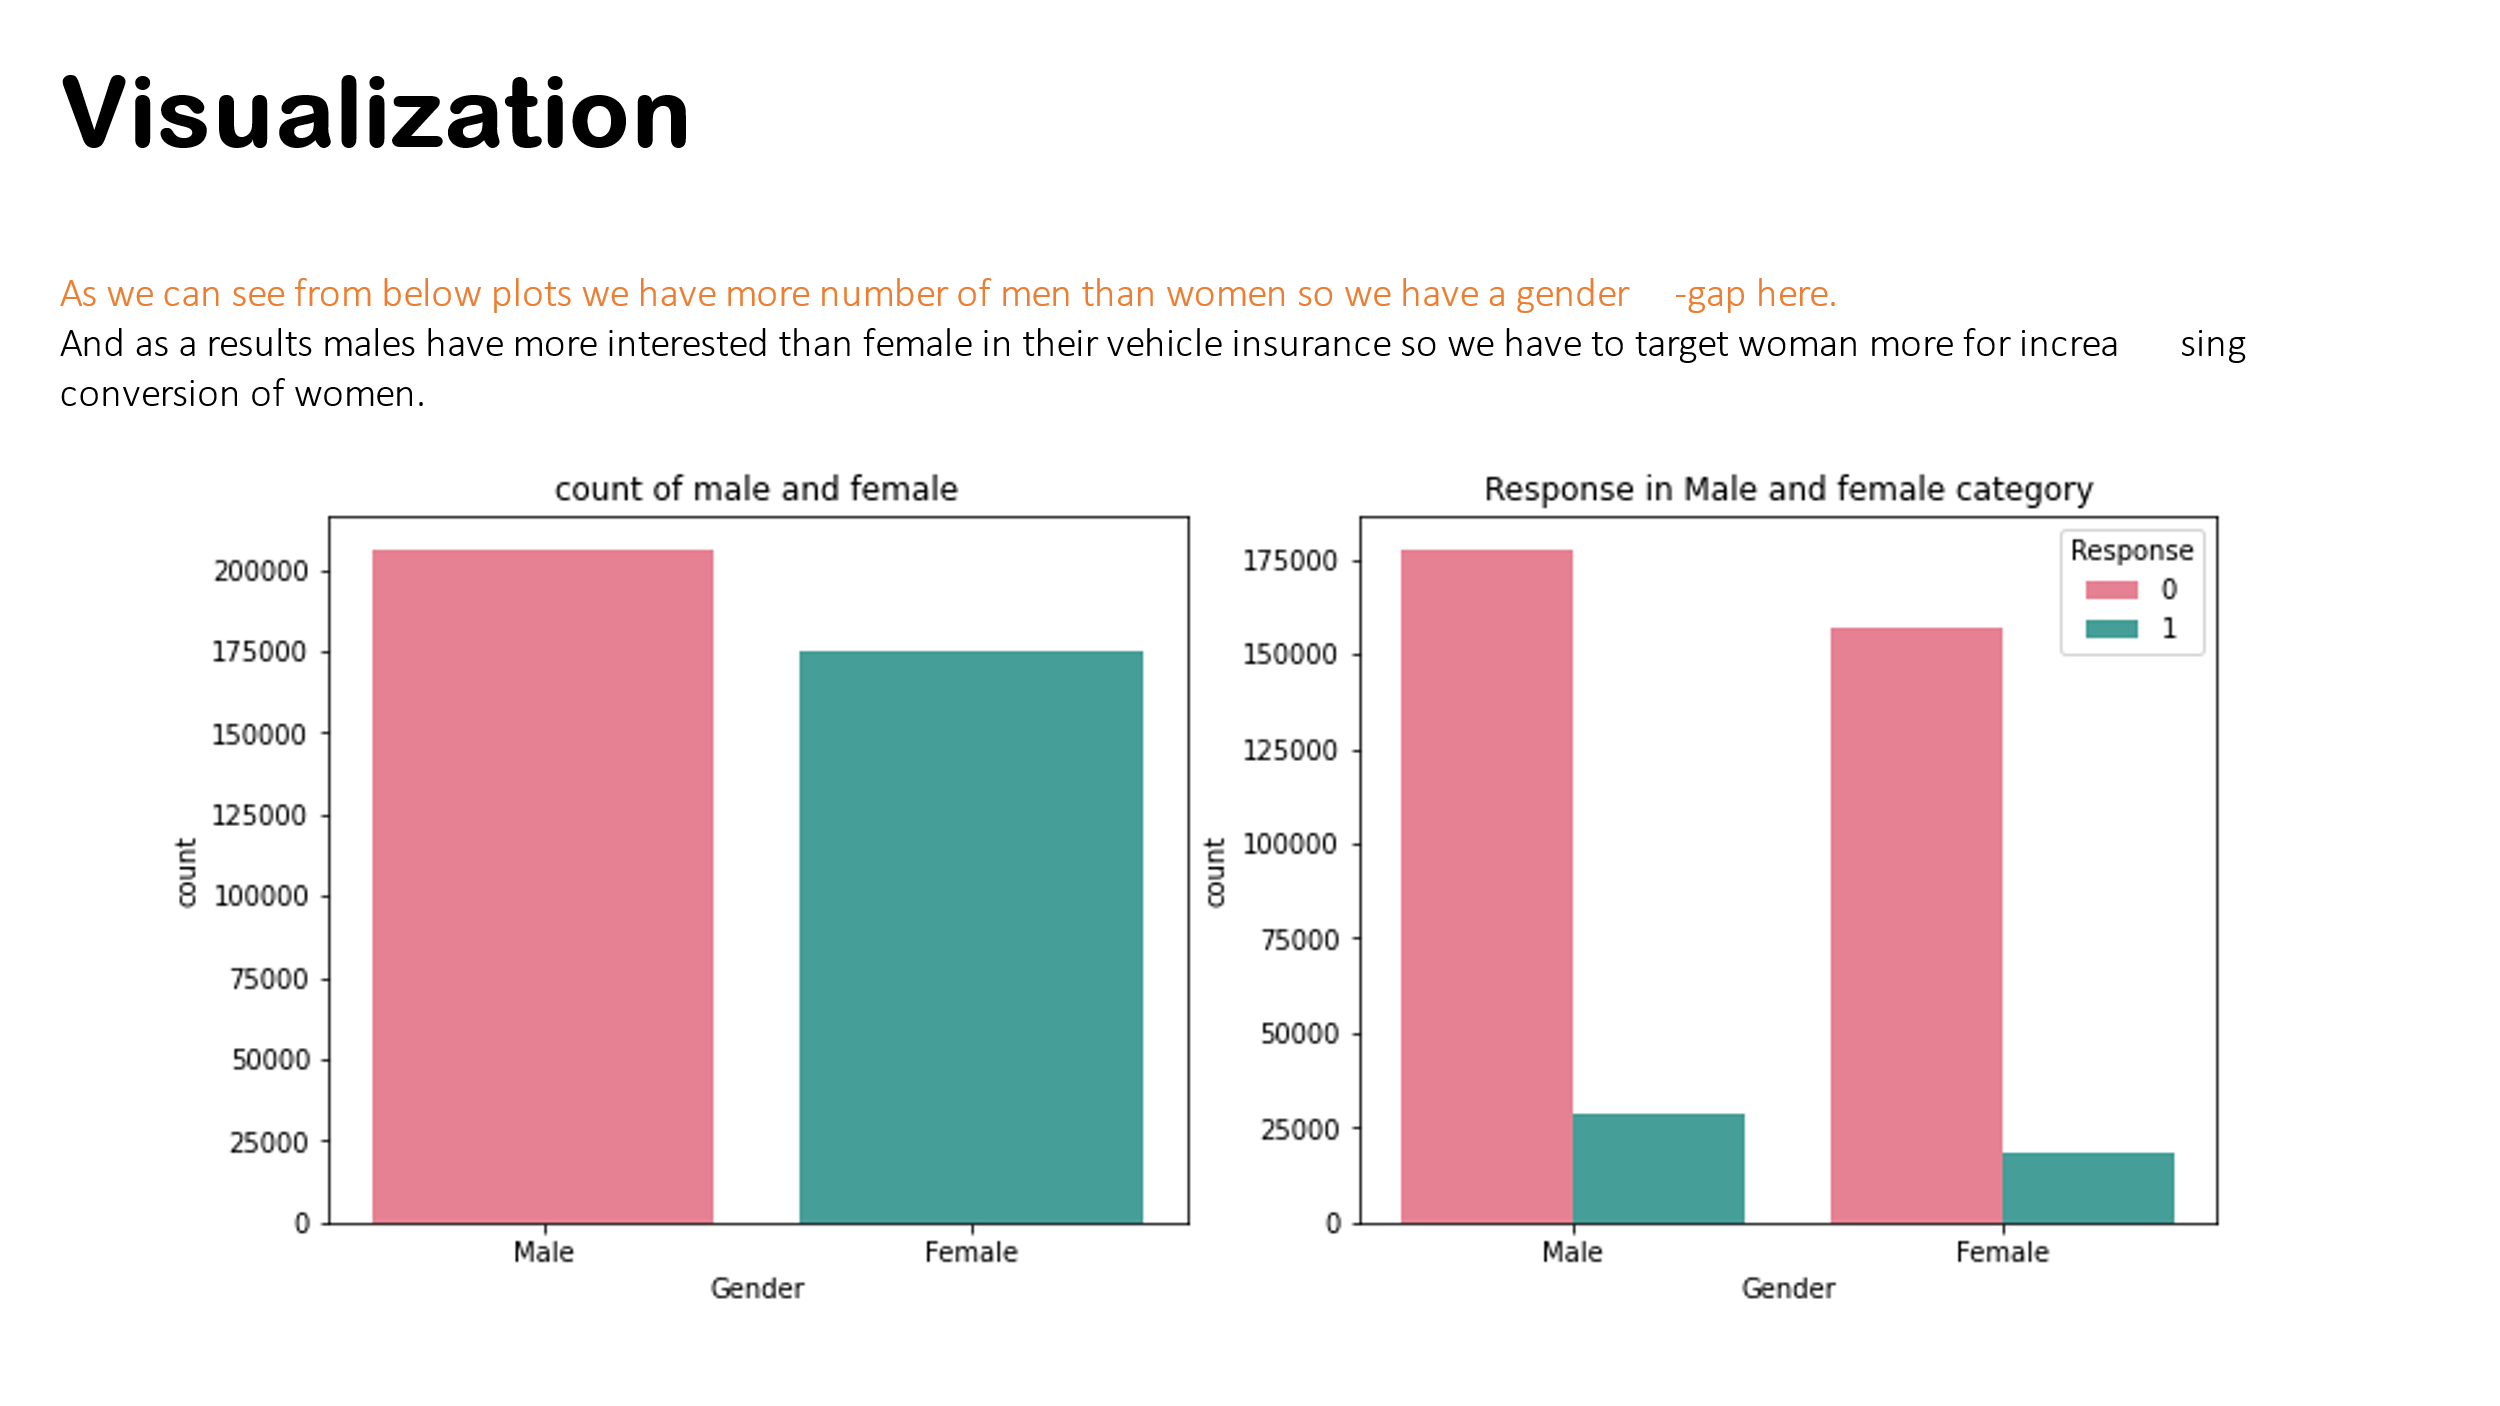 Visualization
As we can see from below plots we have more number of men than women so we have a gender -gap here.
And as a results males have more interested than female in their vehicle insurance so we have to target woman more for increa sing
conversion of women.
count of male and female
200000
175000
150000
125000
100000
75000
50000
25000
0
count
Male Female
Gender
Response in Male and female category
175000
150000
125000
100000
75000
50000
25000
0
count
Response
0
1
Male Female
Gender